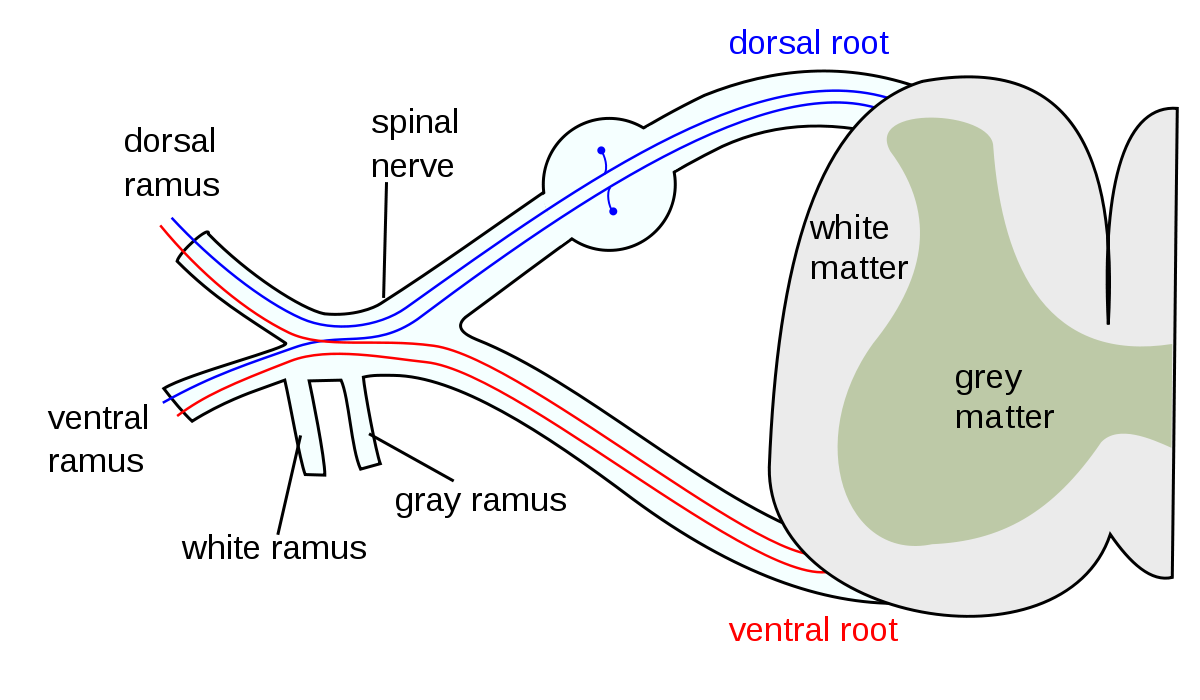 dorsal root
spinal
nerve
dorsal
ramus
white
matter
grey
matter
ventral
ramus
gray ramus
white ramus
ventral root